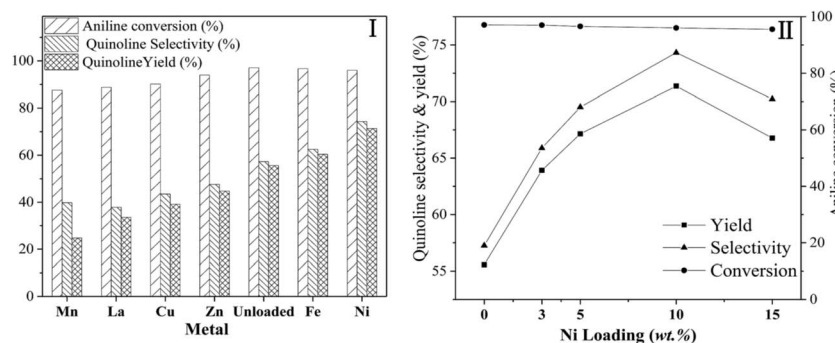 Aniline conversion (%)
Quinoline Selectivity (%)
QuinolineYield (%)
I
100
80
60
40
20
0
Mn La Cu Zn Unloaded Fe Ni
Metal
II
Quinoline selectivity & yield (%)
75
70
65
60
55
100
80
60
40
20
0
Aniline conversion (%)
Yield
Selectivity
Conversion
0 3 5 10 15
Ni Loading (wt.%)